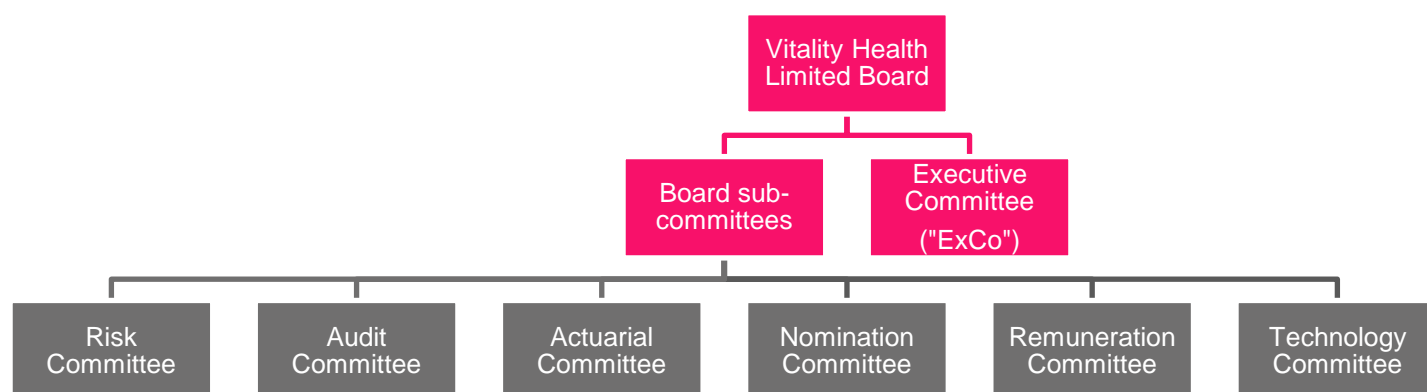 Vitality Health
Limited Board
Board sub-
committees
Executive
Committee
("ExCo")
Risk
Committee
Audit
Committee
Actuarial
Committee
Nomination
Committee
Remuneration
Committee
Technology
Committee